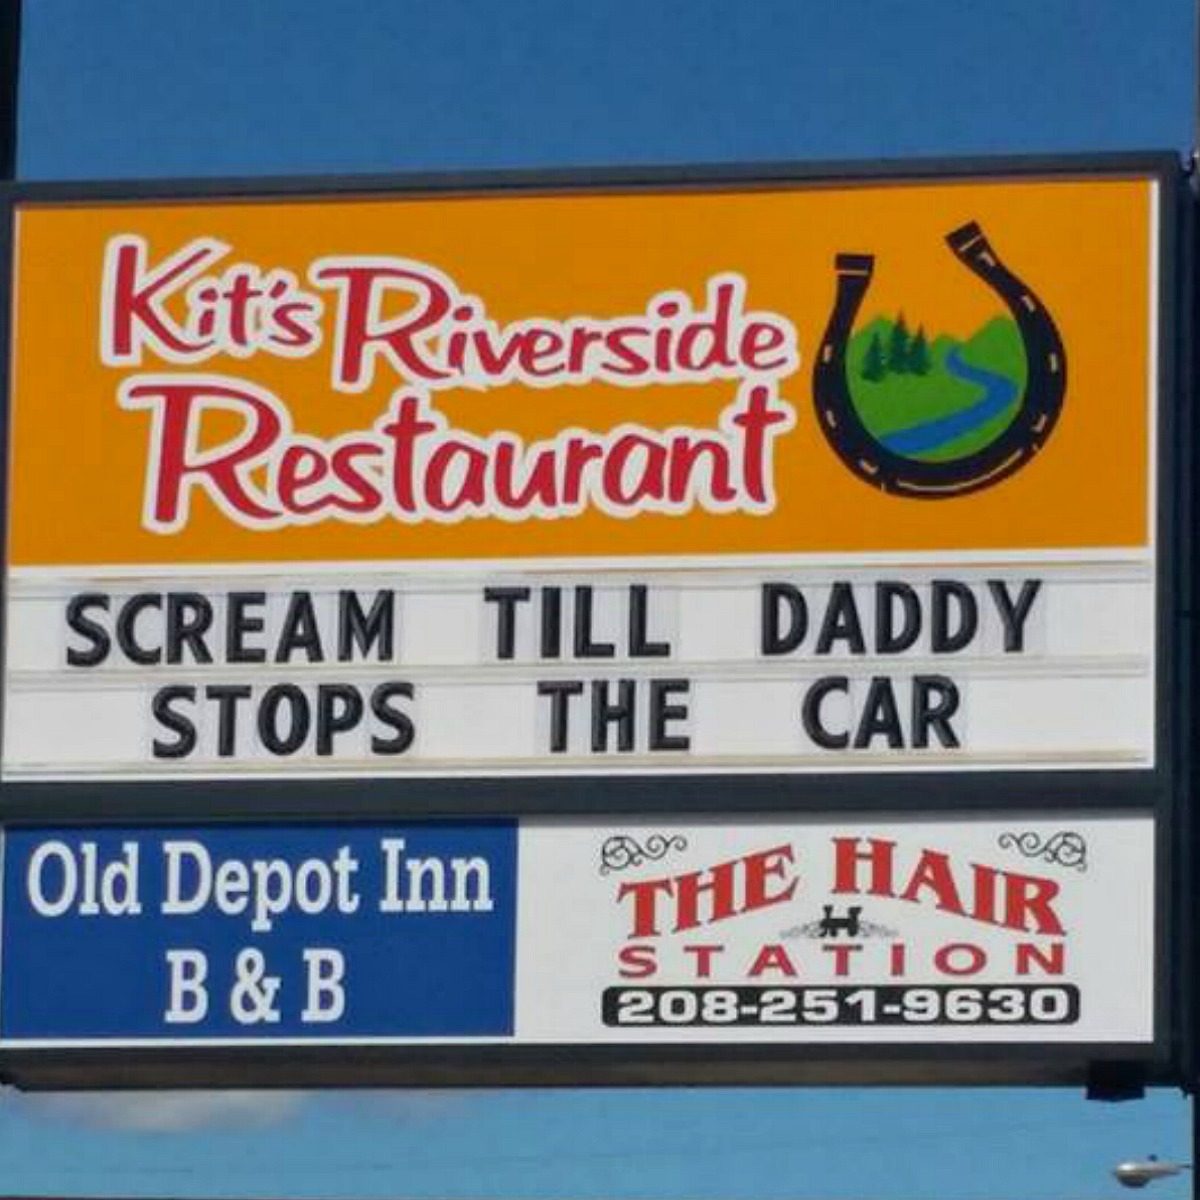 Kit's Riverside
Restaurant
SCREAM TILL DADDY
STOPS THE CAR
Old Depot Inn
B & B
THE HAIR
STATION
208-251-9630